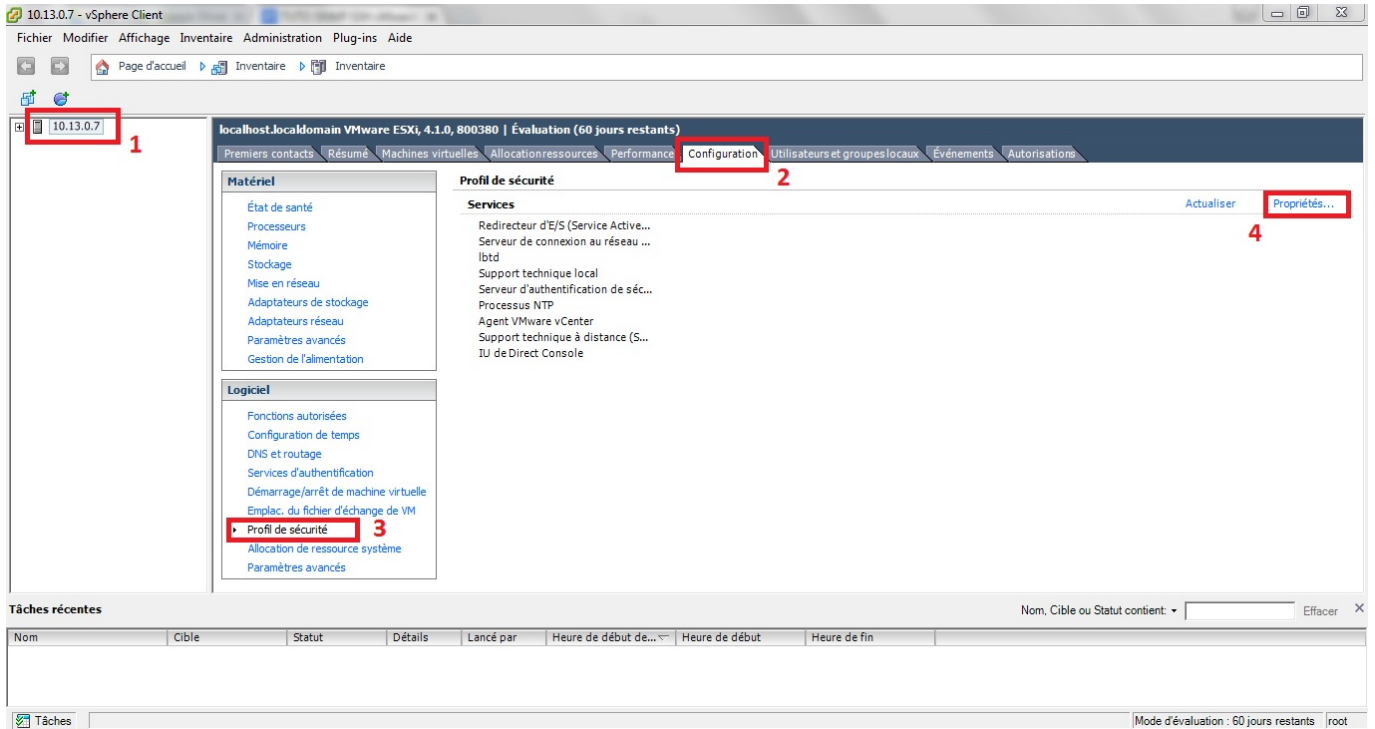 10.13.0.7 - vSphere Client
Fichier Modifier Affichage Inventaire Administration Plug-ins Aide
Page d'accueil Inventaire Inventaire
10.13.0.7
1
localhost.localdomain VMware ESXi, 4.1.0, 800380 | Évaluation (60 jours restants)
Premiers contacts Résumé Machines virtuelles Allocation ressources Performance Configuration Utilisateurs et groupes locaux Événements Autorisations
2
Matériel
État de santé
Processeurs
Mémoire
Stockage
Mise en réseau
Adaptateurs de stockage
Adaptateurs réseau
Paramètres avancés
Gestion de l'alimentation
Logiciel
Fonctions autorisées
Configuration de temps
DNS et routage
Services d'authentification
Démarrage/arrêt de machine virtuelle
Emplac. du fichier d'échange de VM
Profil de sécurité
3
Allocation de ressource système
Paramètres avancés
Profil de sécurité
Services
Actualiser
Propriétés...
4
Redirecteur d'E/S (Service Active...
Serveur de connexion au réseau ...
lbtd
Support technique local
Serveur d'authentification de séc...
Processus NTP
Agent VMware vCenter
Support technique à distance (S...
IU de Direct Console
Tâches récentes
Nom, Cible ou Statut contient:
Effacer
Nom Cible Statut Détails Lancé par Heure de début de... Heure de début Heure de fin
Tâches
Mode d'évaluation : 60 jours restants root